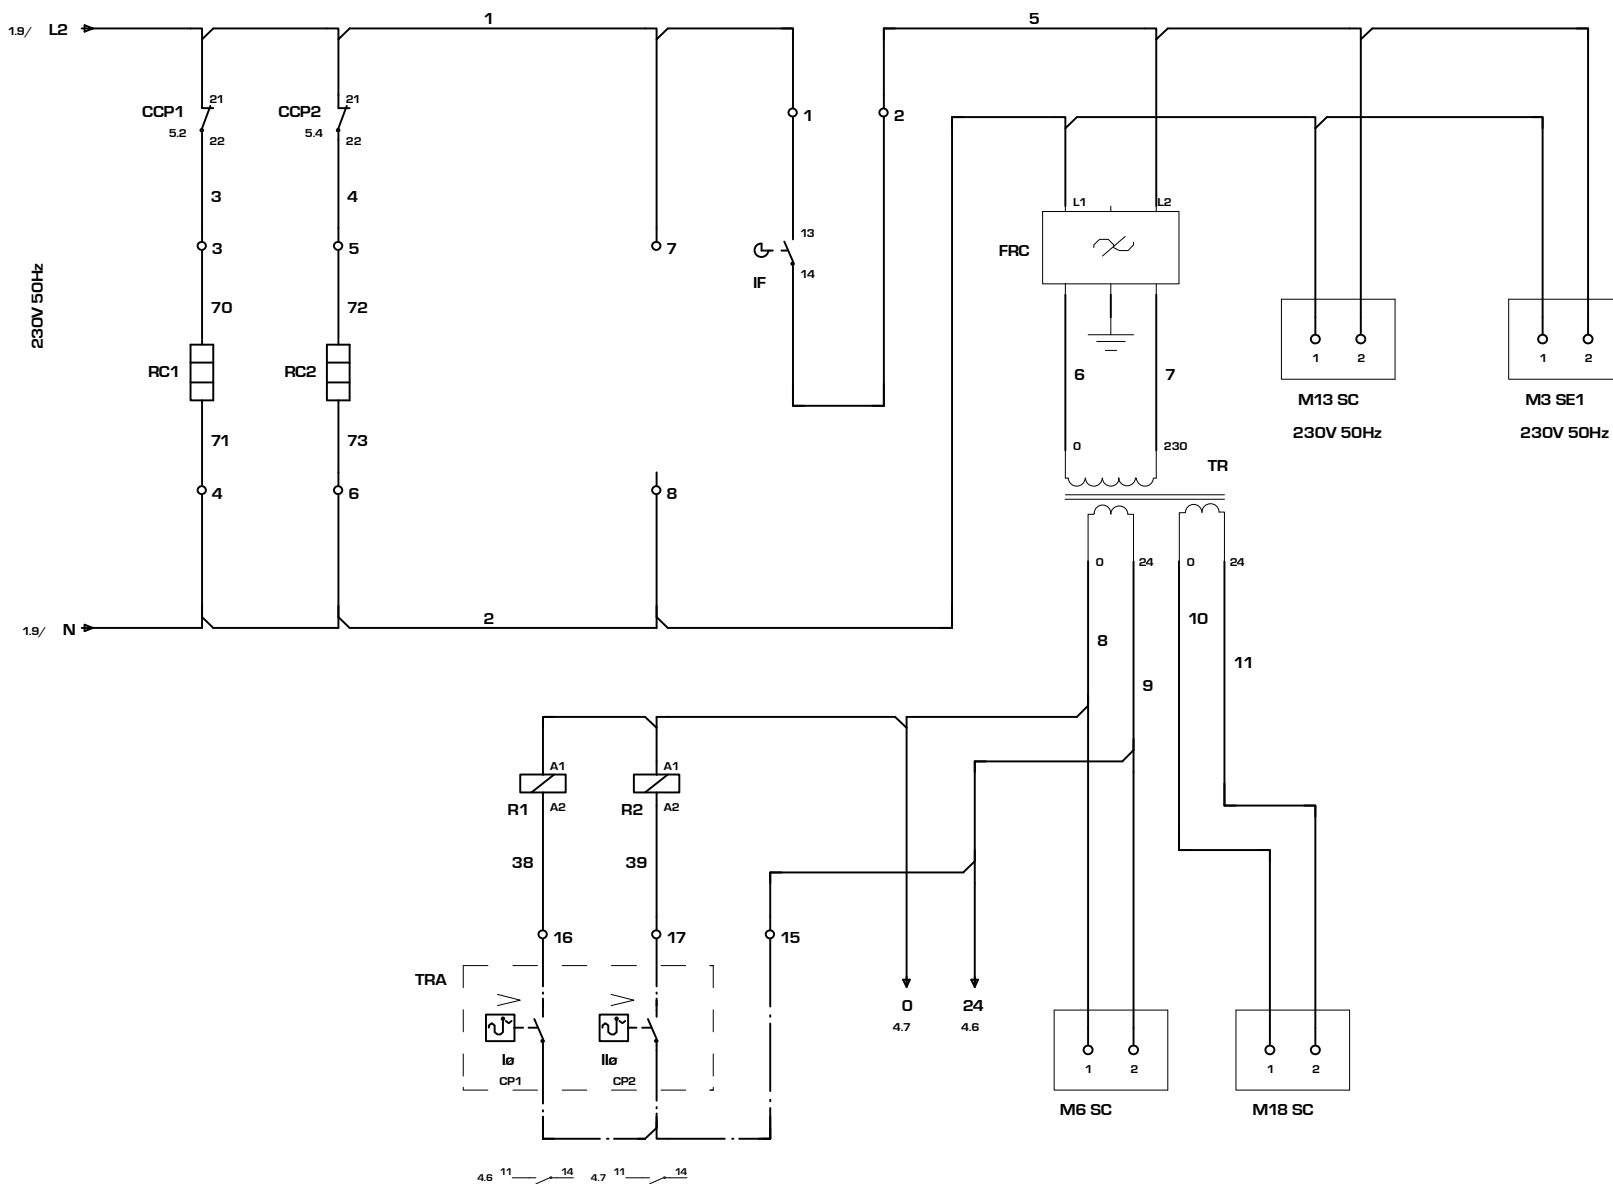 1 5
1.9/ L2
21 21
CCP1 CCP2 1 2
5.2 5.4
22 22
3 4
L1 L2
13
3 5 7 FRC
14
IF
230V 50Hz
70 72
1 2 1 2
RC1 RC2 6 7
M13 SC M3 SE1
230V 50Hz 230V 50Hz
71 73
0 230
TR
4 6 8
0 24 0 24
2 10
1.9/ N
8 11
9
A1 A1
R1 A2 R2 A2
38 39
16 17 15
TRA
0 24
4.7 4.6
Iø IIø
CP1 CP2
1 2 1 2
M6 SC M18 SC
4.6 11 14 4.7 11 14